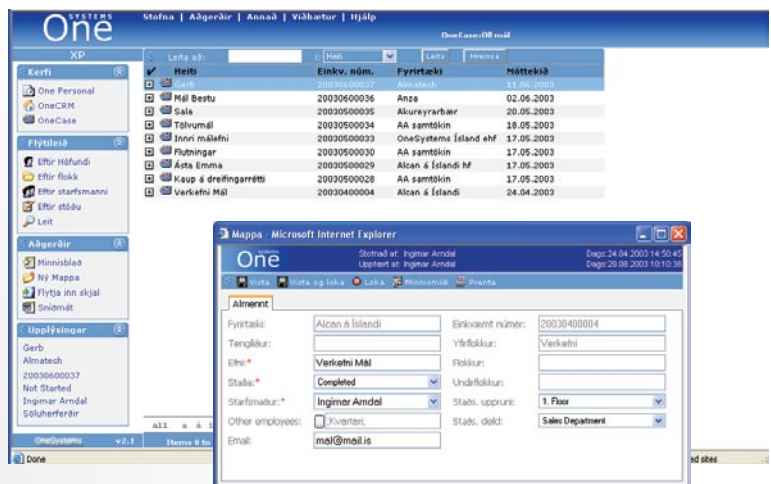 One SYSTEMS
Stofna | Aðgerðir | Annað | Viðbætur | Hjálp
OneCase:Öll mál
XP
Leita að: í: Heiti Leita Hreinsa
Kerfi
One Personal
OneCRM
OneCase
Flýtileið
Eftir Höfundi
Eftir flokk
Eftir starfsmanni
Eftir stöðu
Leit
Aðgerðir
Minnisblað
Ný Mappa
Flytja inn skjal
Sniðmát
Upplýsingar
Gerb
Almatech
20030600037
Not Started
Ingimar Arndal
Söluherferðir
OneSystems v2.1
Heiti Einkv. núm. Fyrirtæki Móttekið
Gerb 20030600037 Almatech 11.06.2003
Mál Bestu 20030600036 Anza 02.06.2003
Sala 20030500035 Akureyrarbær 20.05.2003
Tölvumál 20030500034 AA samtökin 18.05.2003
Innri málefni 20030500033 OneSystems Ísland ehf 17.05.2003
Flutningar 20030500030 AA samtökin 17.05.2003
Ásta Emma 20030500029 Alcan á Íslandi hf 17.05.2003
Kaup á dreifingarrétti 20030500028 AA samtökin 17.05.2003
Verkefni Mál 20030400004 Alcan á Íslandi 24.04.2003
all a á b
Items 0 to
Mappa - Microsoft Internet Explorer
One systems
Stofnað af: Ingimar Arndal Dags:24.04.2003 14:50:45
Uppfært af: Ingimar Arndal Dags:29.08.2003 10:10:38
Vista Vista og loka Loka Minnismiði Prenta
Almennt
Fyrirtæki: Alcan á Íslandi Einkvæmt númer: 20030400004
Tengiliður: Yfirflokkur: Verkefni
Efni:* Verkefni Mál Flokkur:
Staða:* Completed Undirflokkur:
Starfsmaður:* Ingimar Arndal Staðs. uppruni: 1. Floor
Other employees: ;Kvarteri; Staðs. deild: Sales Department
Email: mal@mail.is
Done
ed sites